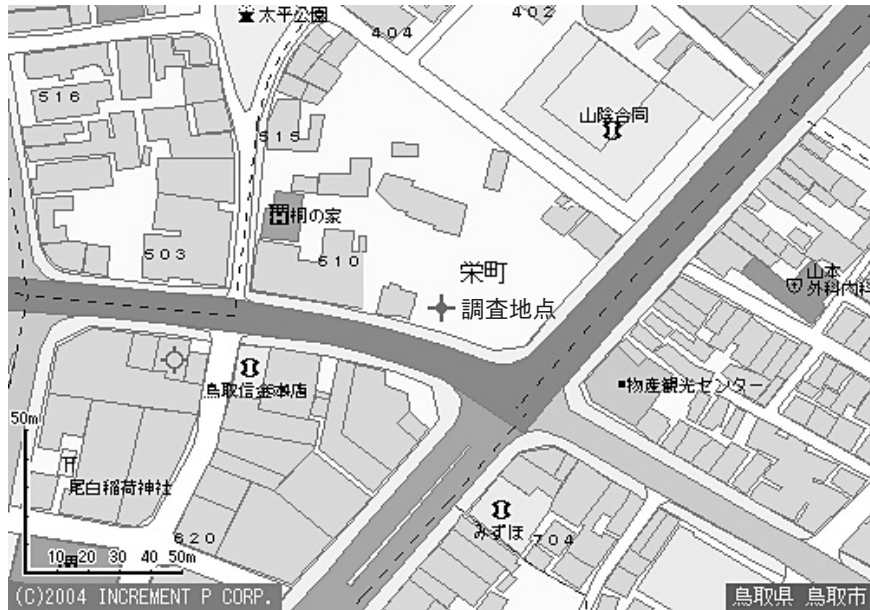 太平公園
402
404
516
山陰合同
515
桐の家
山本
外科内科
503
510
栄町
調査地点
鳥取信金本店
物産観光センター
50m
尾白稲荷神社
620
みずほ
704
10 20 30 40 50m
(C)2004 INCREMENT P CORP.
鳥取県 鳥取市